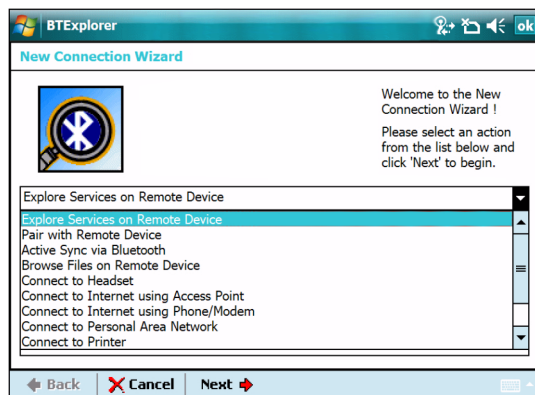 BTExplorer
ok
New Connection Wizard
Welcome to the New
Connection Wizard !
Please select an action
from the list below and
click 'Next' to begin.
Explore Services on Remote Device
Explore Services on Remote Device
Pair with Remote Device
Active Sync via Bluetooth
Browse Files on Remote Device
Connect to Headset
Connect to Internet using Access Point
Connect to Internet using Phone/Modem
Connect to Personal Area Network
Connect to Printer
Back
Cancel
Next